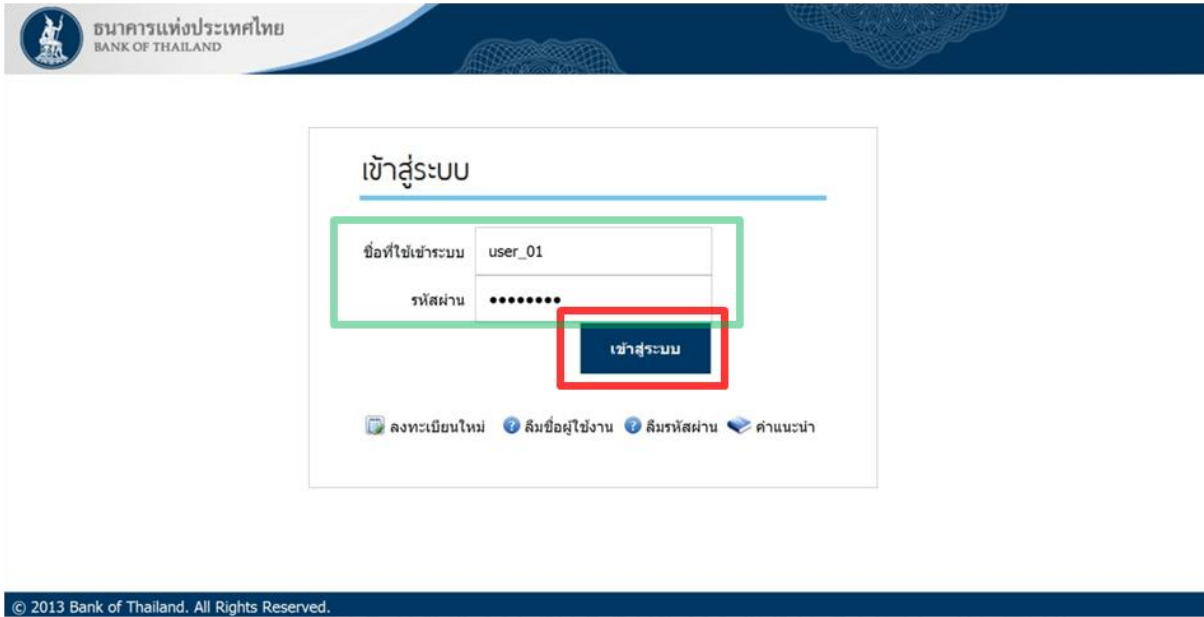 ธนาคารแห่งประเทศไทย
BANK OF THAILAND
เข้าสู่ระบบ
ชื่อที่ใช้เข้าระบบ user_01
รหัสผ่าน ●●●●●●●●
เข้าสู่ระบบ
ลงทะเบียนใหม่ ลืมชื่อผู้ใช้งาน ลืมรหัสผ่าน คำแนะนำ
© 2013 Bank of Thailand. All Rights Reserved.